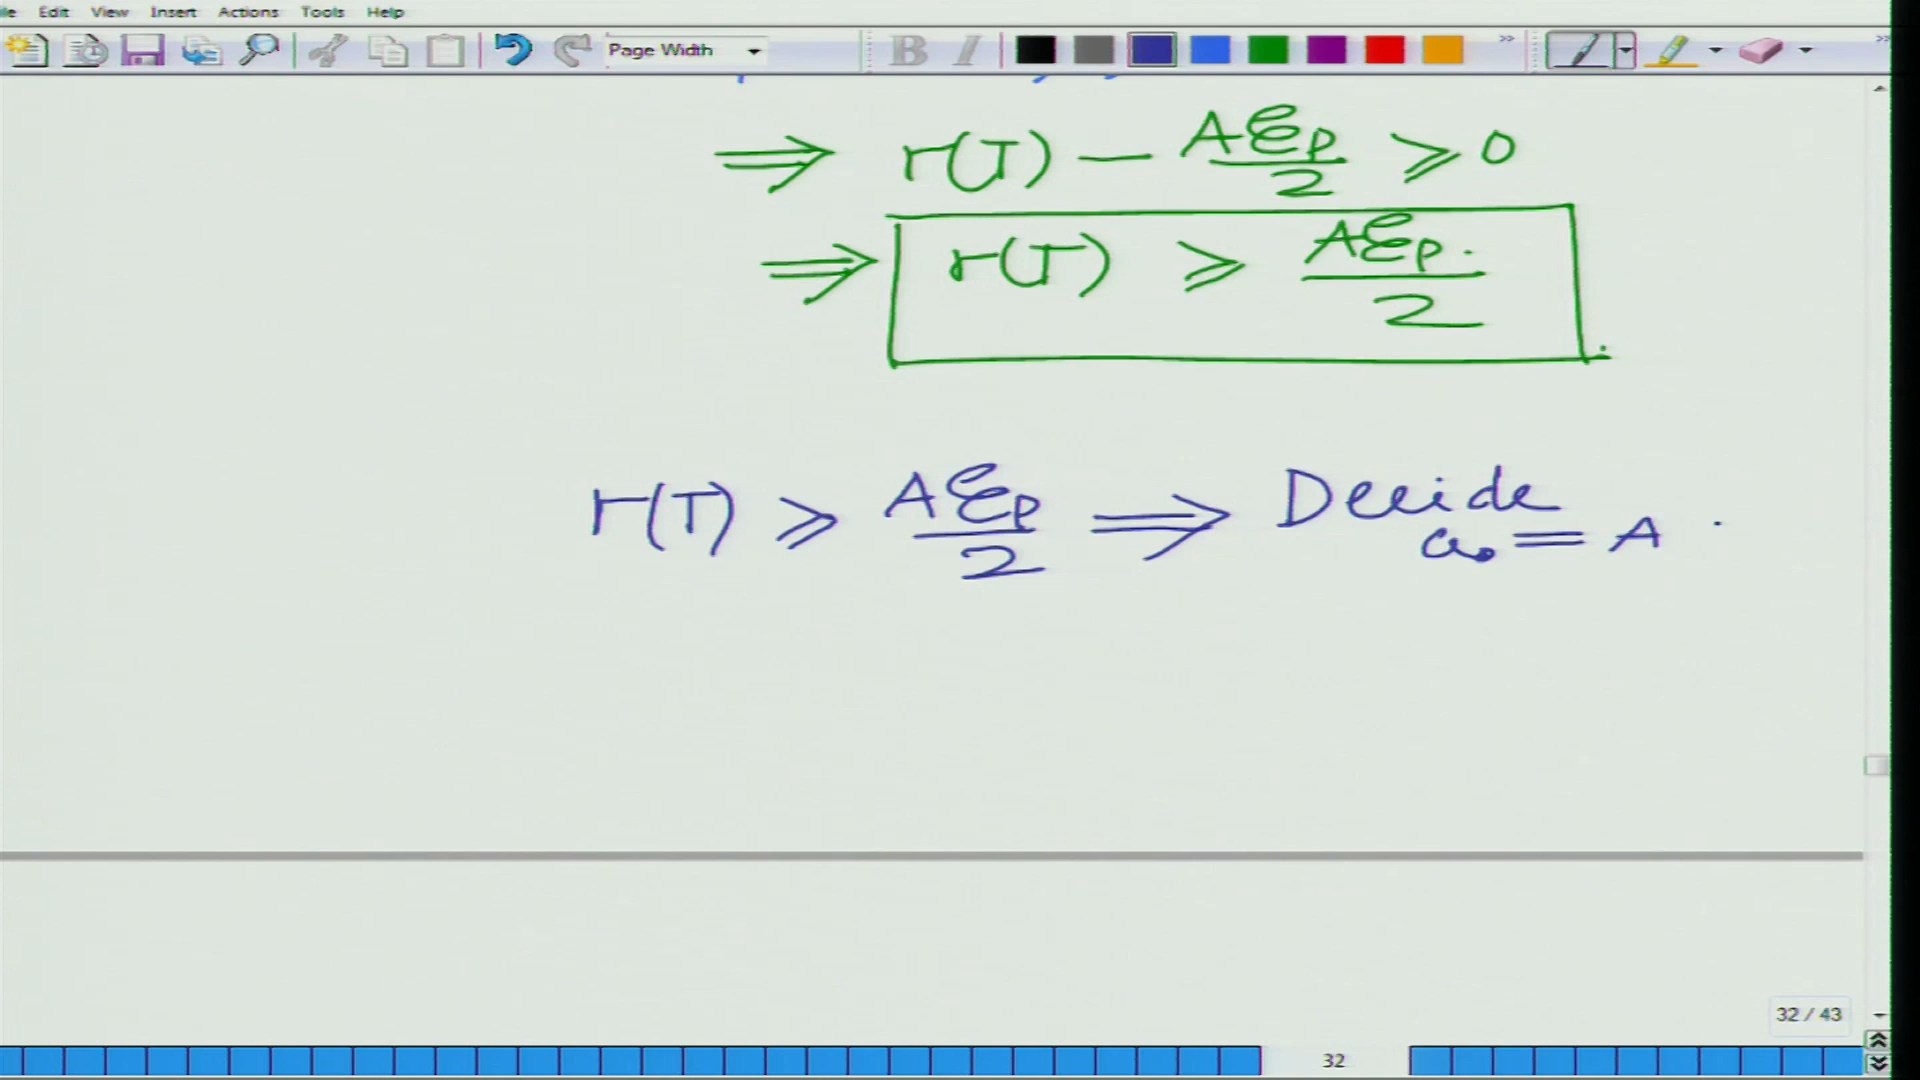 Edit View Insert Actions Tools Help
Page Width B I
⇒ r(T) − Aℰp/2 ≥ 0
⇒ r(T) ≥ Aℰp/2
r(T) ≥ Aℰp/2 ⇒ Decide
a₀ = A
32 / 43
32